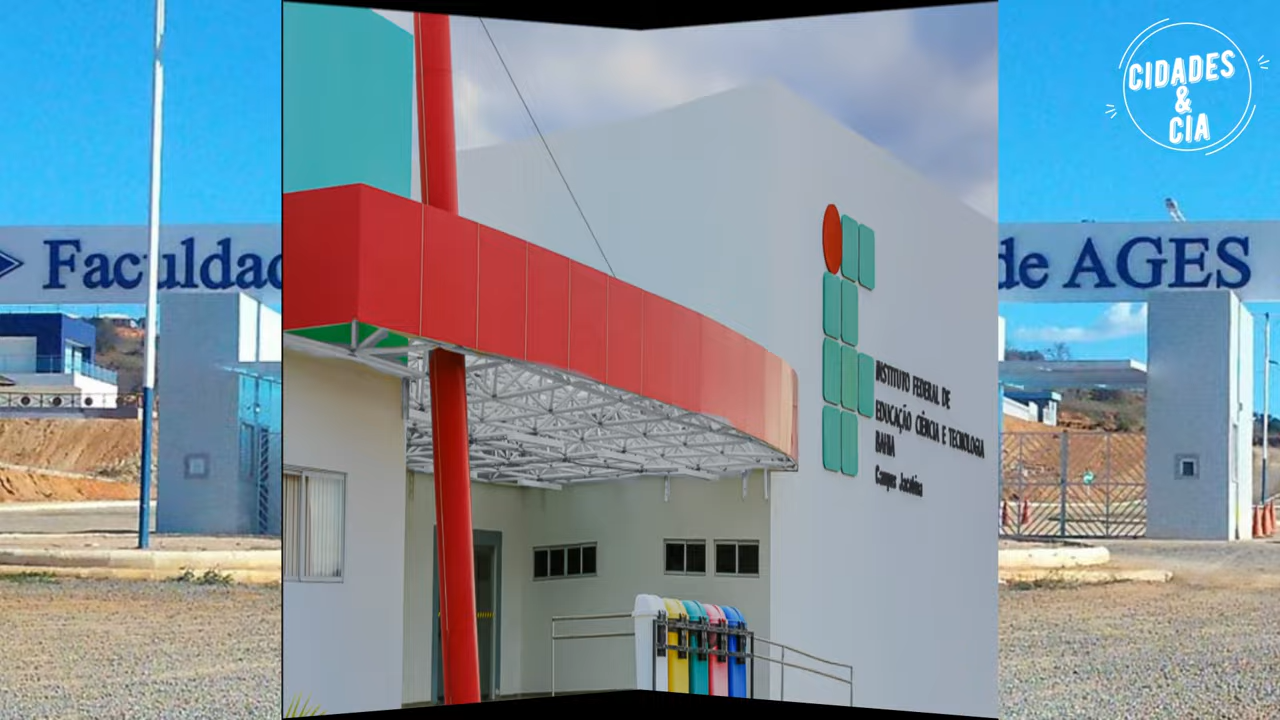 CIDADES
&
CIA
Faculdad
de AGES
INSTITUTO FEDERAL DE
EDUCAÇÃO CIÊNCIA E TECNOLOGIA
BAHIA
Campus Jacobina